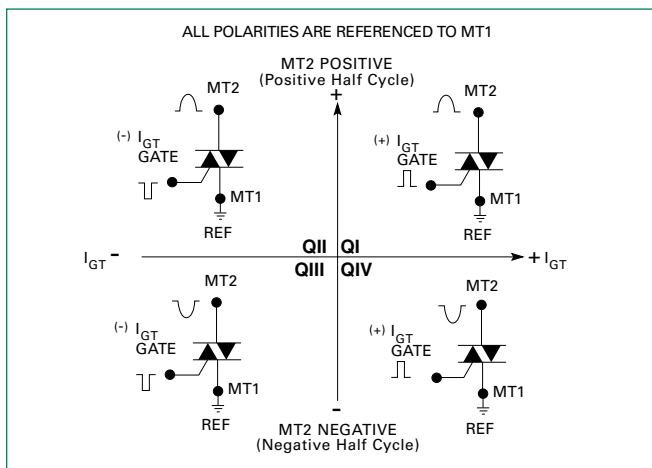 ALL POLARITIES ARE REFERENCED TO MT1
MT2 POSITIVE
(Positive Half Cycle)
+
MT2
(-) IGT
GATE
MT1
REF
MT2
(+) IGT
GATE
MT1
REF
IGT -
QII QI
QIII QIV
+ IGT
MT2
(-) IGT
GATE
MT1
REF
MT2
(+) IGT
GATE
MT1
REF
-
MT2 NEGATIVE
(Negative Half Cycle)